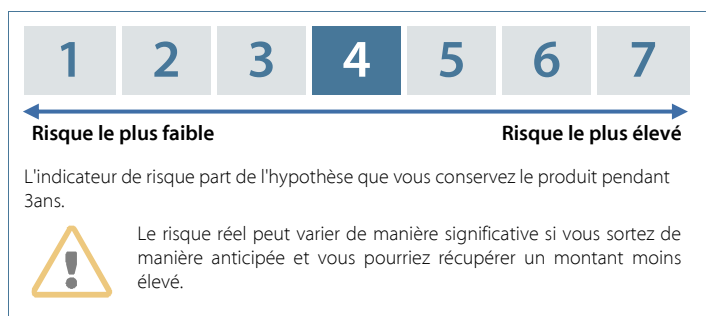 1 2 3 4 5 6 7
Risque le plus faible Risque le plus élevé
L'indicateur de risque part de l'hypothèse que vous conservez le produit pendant
3ans.
Le risque réel peut varier de manière significative si vous sortez de
manière anticipée et vous pourriez récupérer un montant moins
élevé.